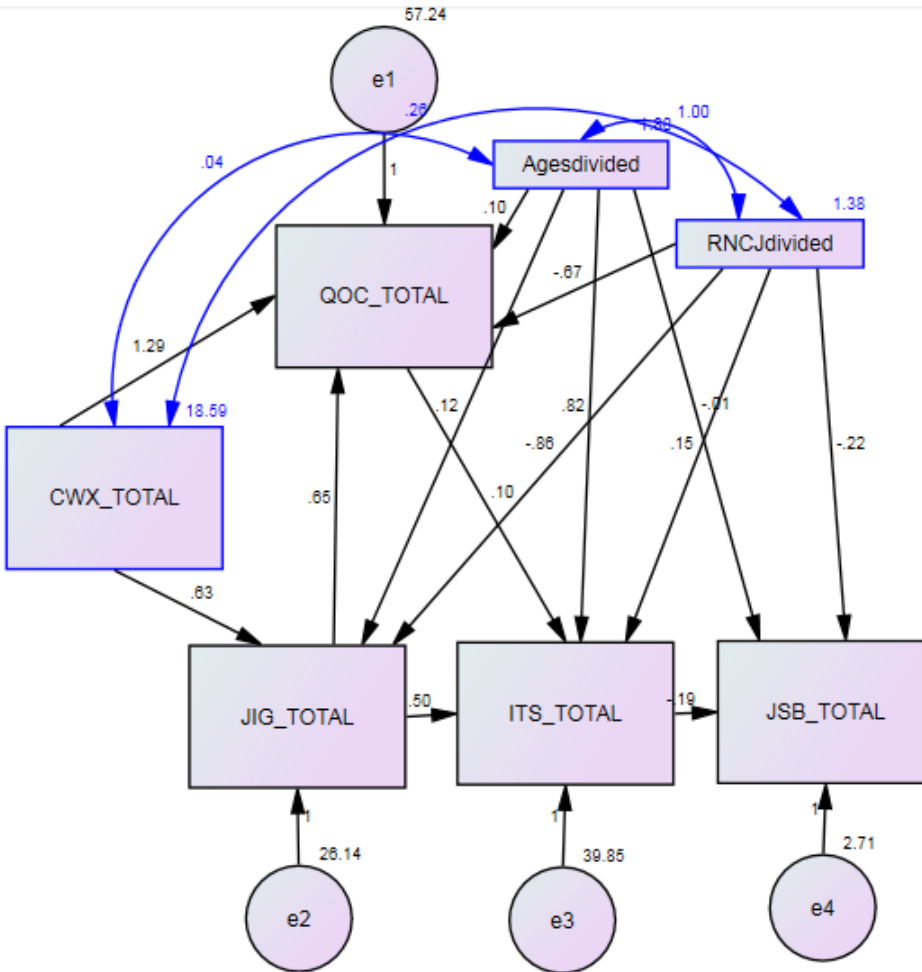 57.24
e1
.26
1.00
.04
Agesdivided
1
.10
1.38
RNCJdivided
-.67
QOC_TOTAL
1.29
18.59
.12
.82
-.01
-.86
.15
-.22
CWX_TOTAL
.65
.10
.63
JIG_TOTAL
.50
ITS_TOTAL
-.19
JSB_TOTAL
1
1
1
26.14
39.85
2.71
e2
e3
e4